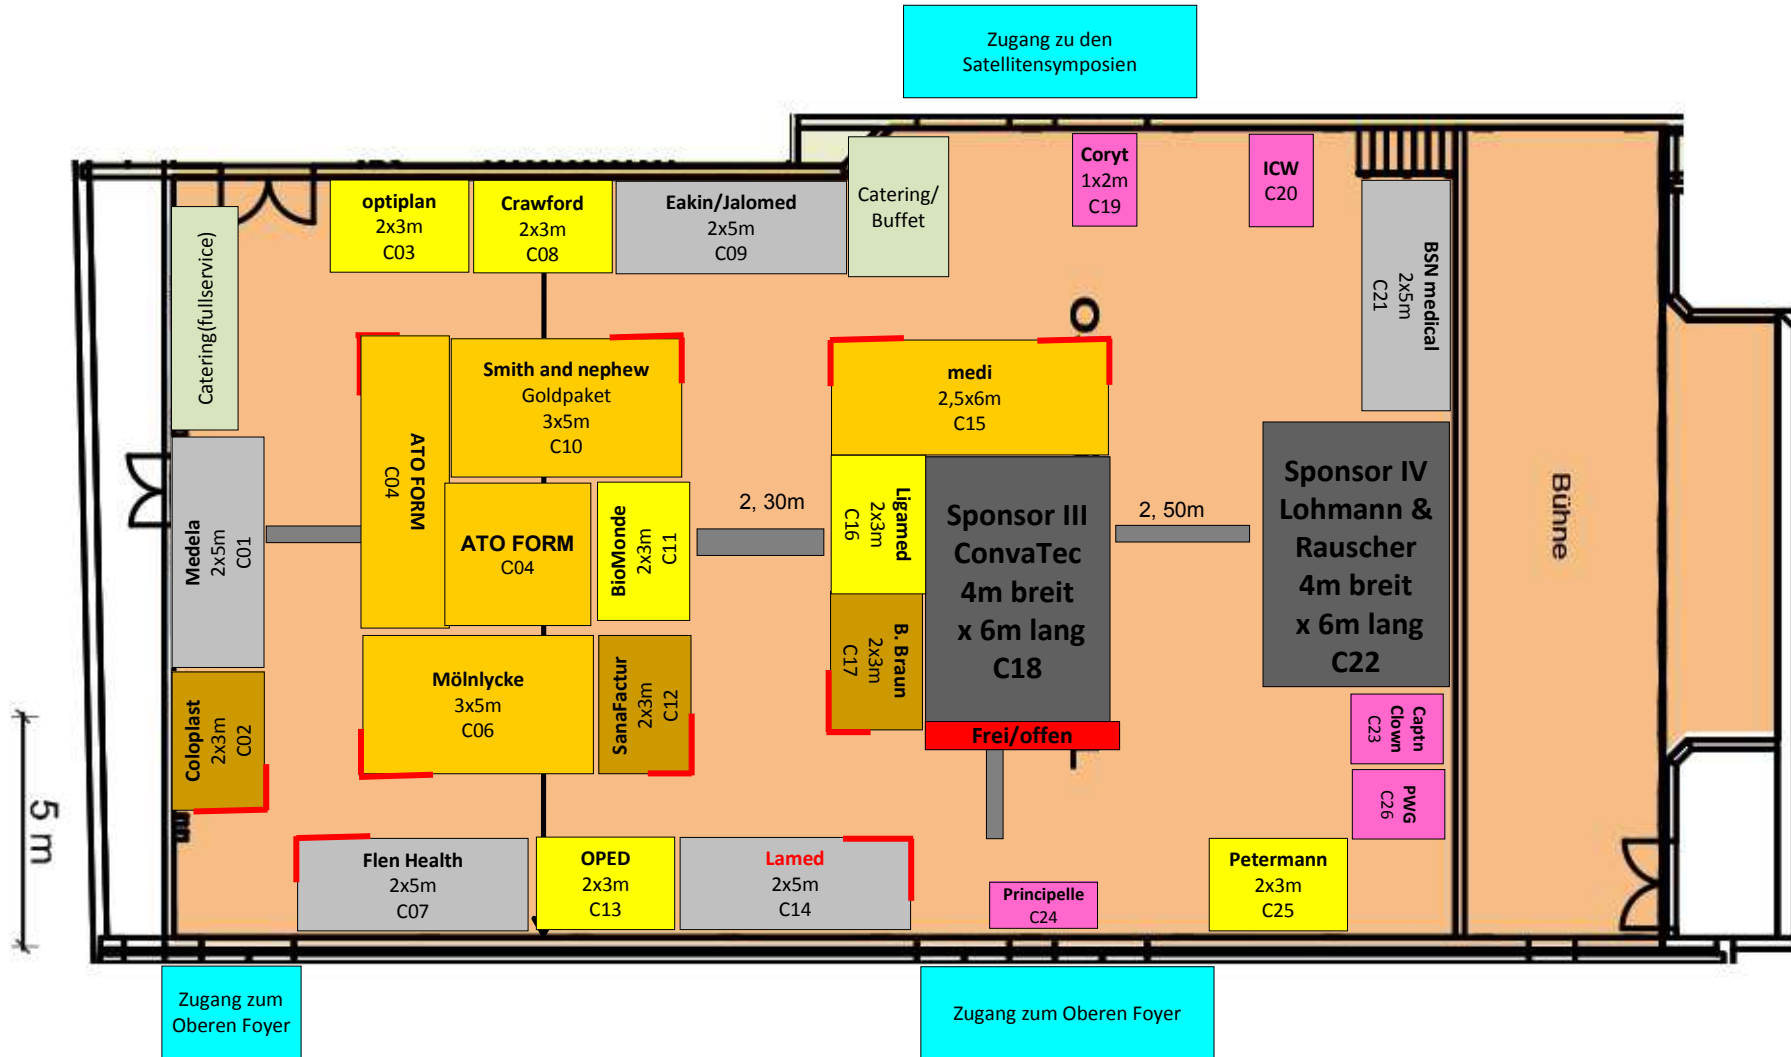 Zugang zu den
Satellitensymposien
optiplan
2x3m
C03
Crawford
2x3m
C08
Eakin/Jalomed
2x5m
C09
Catering/
Buffet
Coryt
1x2m
C19
ICW
C20
BSN medical
2x5m
C21
Catering(fullservice)
ATO FORM
C04
Smith and nephew
Goldpaket
3x5m
C10
medi
2,5x6m
C15
Medela
2x5m
C01
ATO FORM
C04
BioMonde
2x3m
C11
2, 30m
Ligamed
2x3m
C16
Sponsor III
ConvaTec
4m breit
x 6m lang
C18
2, 50m
Sponsor IV
Lohmann &
Rauscher
4m breit
x 6m lang
C22
Bühne
Coloplast
2x3m
C02
Mölnlycke
3x5m
C06
SanaFactur
2x3m
C12
B. Braun
2x3m
C17
Frei/offen
Captn
Clown
C23
PWG
C26
5 m
Flen Health
2x5m
C07
OPED
2x3m
C13
Lamed
2x5m
C14
Principelle
C24
Petermann
2x3m
C25
Zugang zum
Oberen Foyer
Zugang zum Oberen Foyer